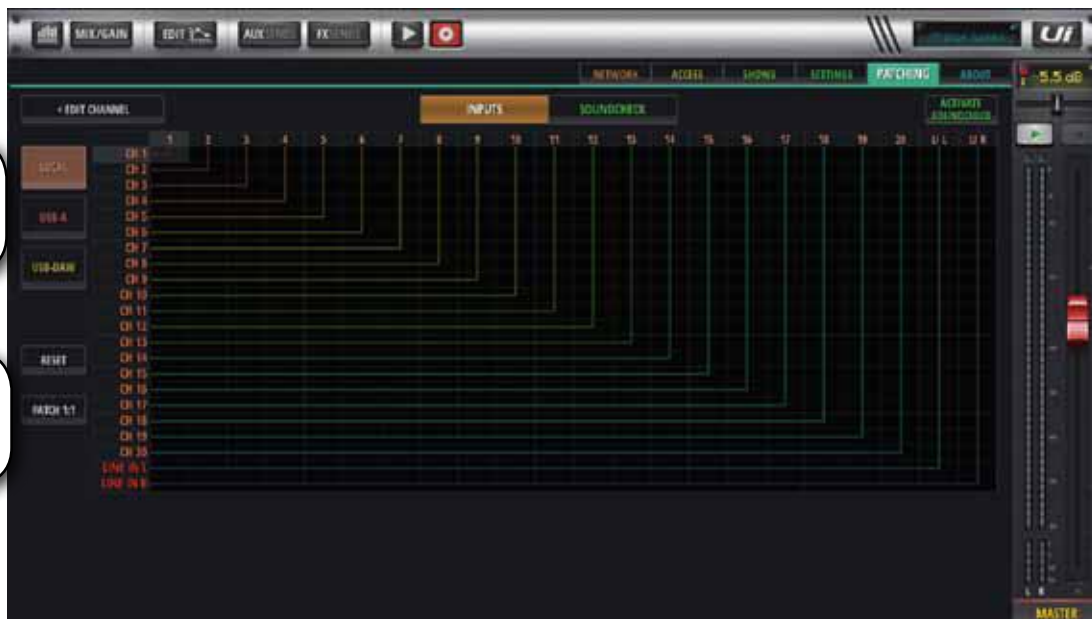 MIX/GAIN EDIT AUX SENDS FX SENDS Ui
NETWORK ACCESS SHOWS SETTINGS PATCHING ABOUT -5.5 dB
< EDIT CHANNEL INPUTS SOUNDCHECK ACTIVATE
SOUNDCHECK
1 2 3 4 5 6 7 8 9 10 11 12 13 14 15 16 17 18 19 20 U L U R
LOCAL
USB-A
USB-DAW
RESET
PATCH 1:1
CH 1
CH 2
CH 3
CH 4
CH 5
CH 6
CH 7
CH 8
CH 9
CH 10
CH 11
CH 12
CH 13
CH 14
CH 15
CH 16
CH 17
CH 18
CH 19
CH 20
LINE IN L
LINE IN R
L R
MASTER